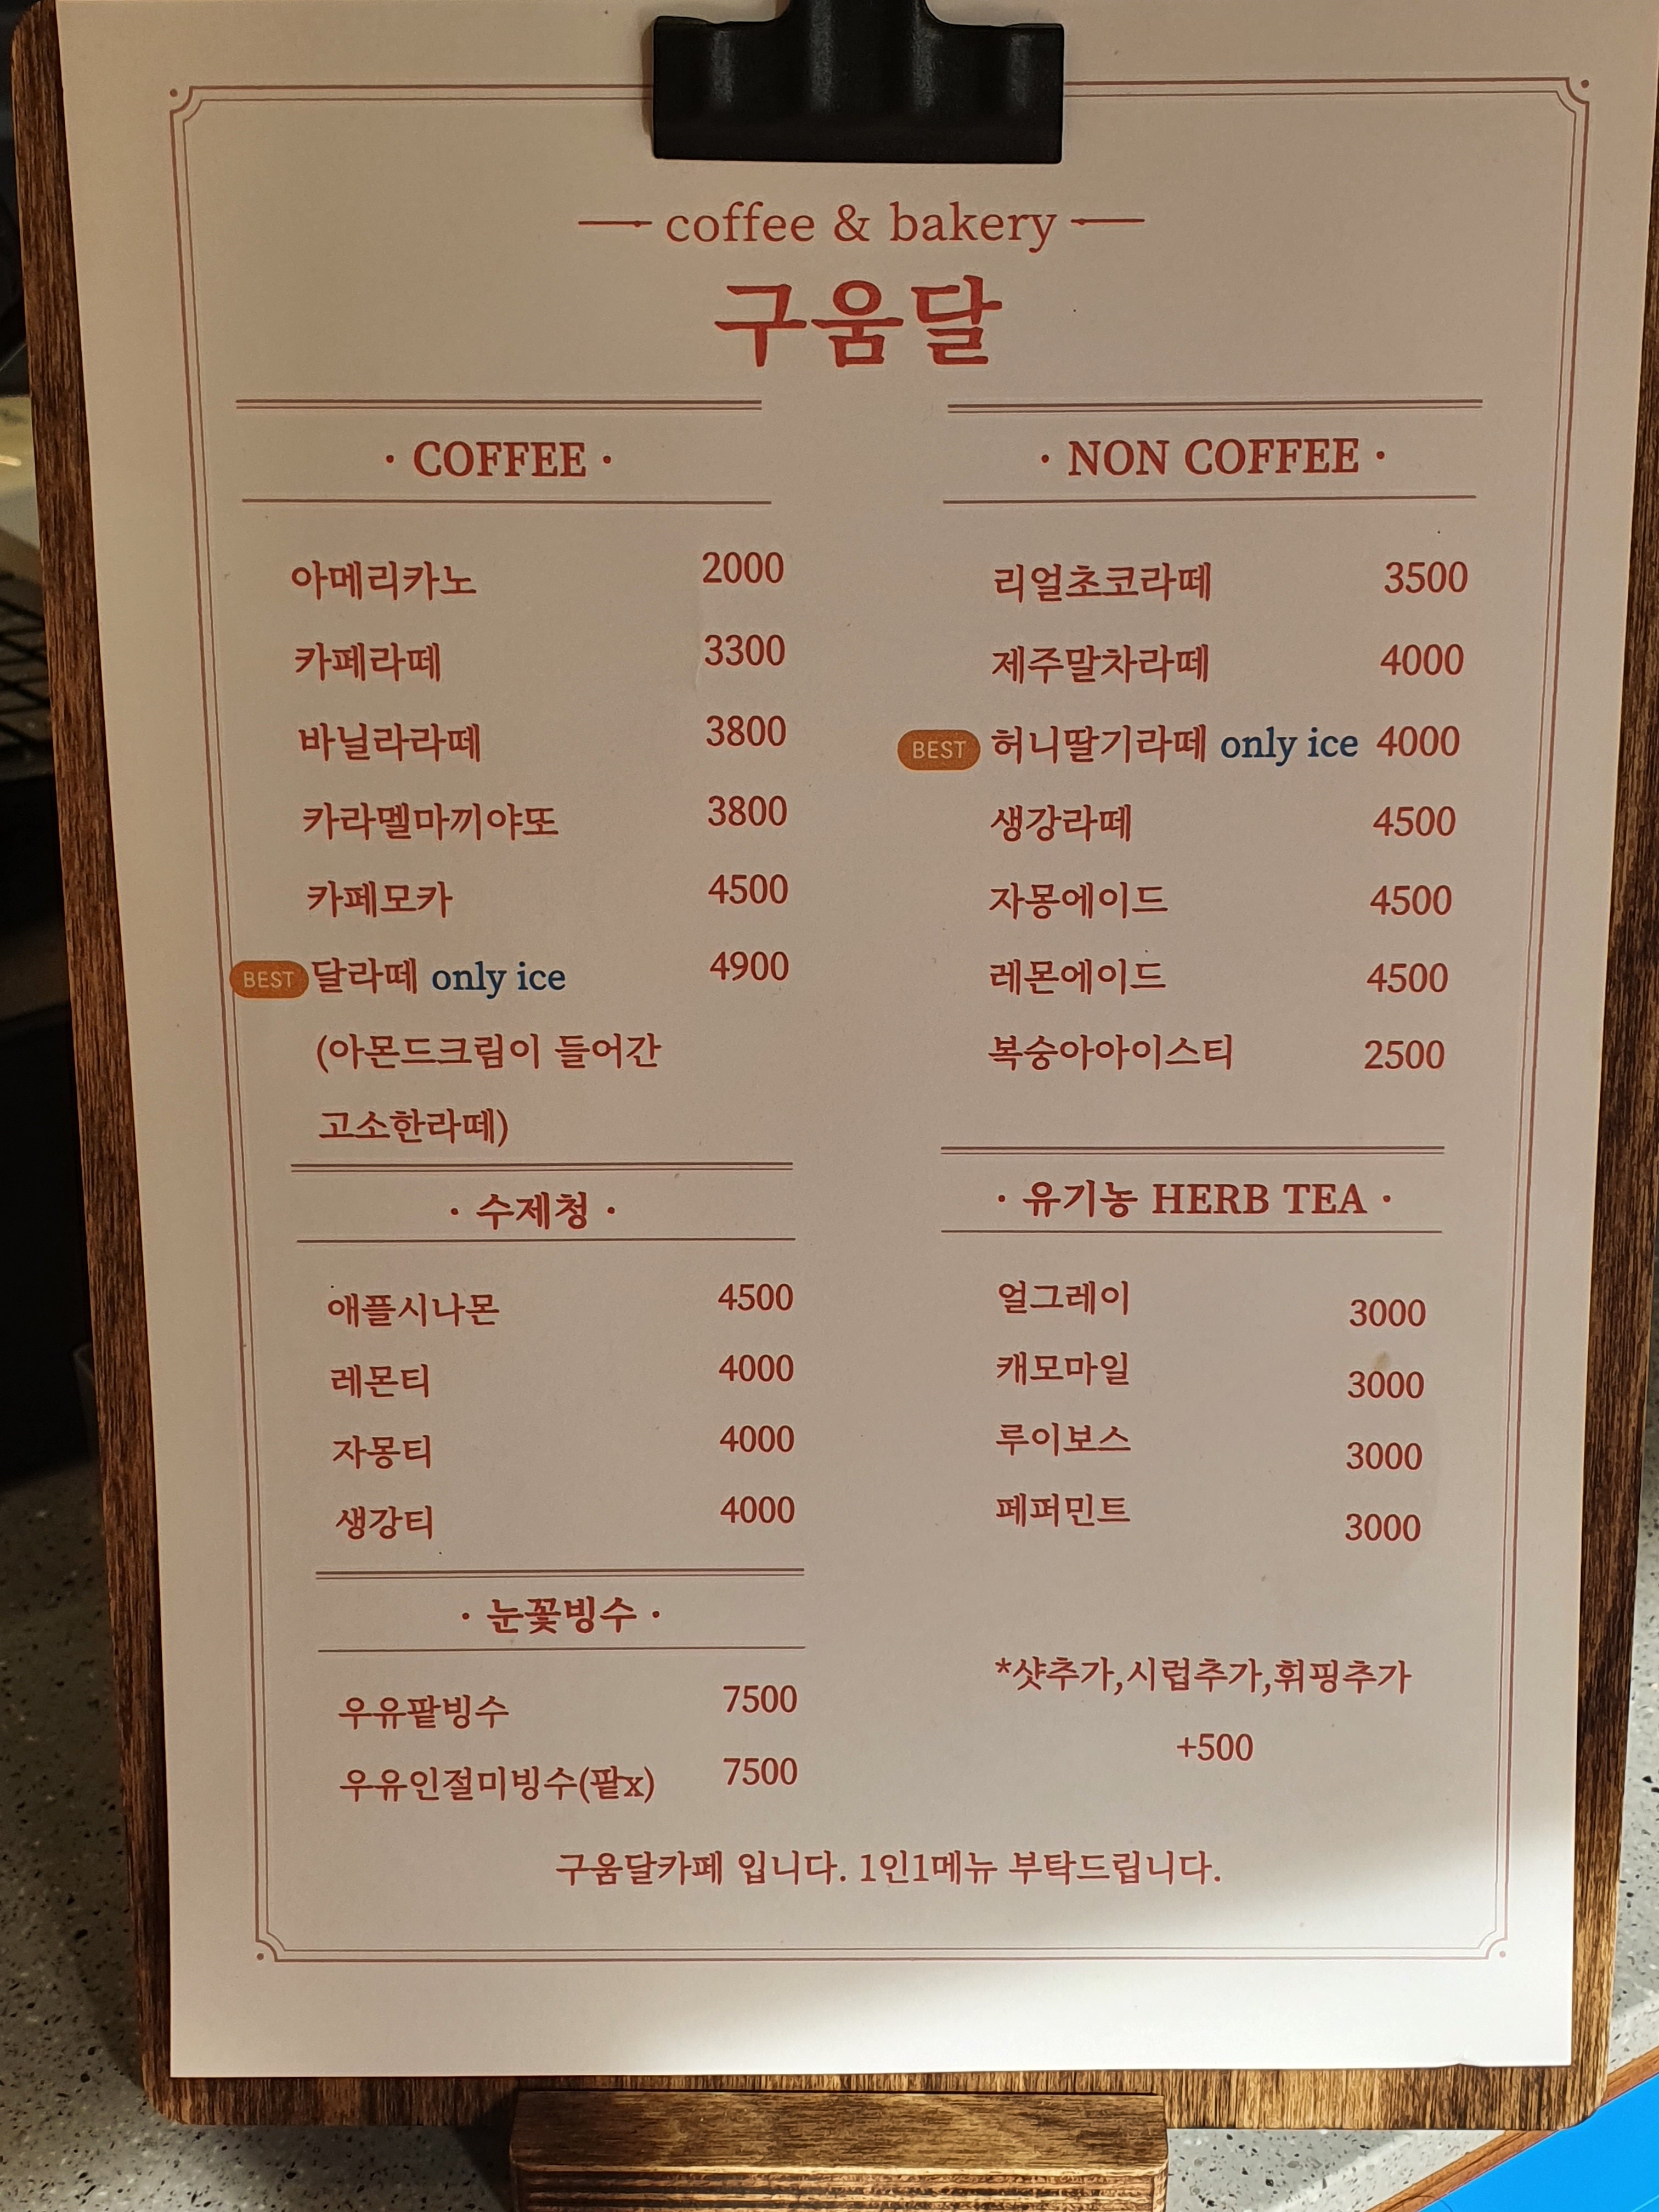 coffee & bakery
구움달
· COFFEE ·
아메리카노 2000
카페라떼 3300
바닐라라떼 3800
카라멜마끼야또 3800
카페모카 4500
BEST 달라떼 only ice 4900
(아몬드크림이 들어간
고소한라떼)
· 수제청 ·
애플시나몬 4500
레몬티 4000
자몽티 4000
생강티 4000
· 눈꽃빙수 ·
우유팥빙수 7500
우유인절미빙수(팥x) 7500
· NON COFFEE ·
리얼초코라떼 3500
제주말차라떼 4000
BEST 허니딸기라떼 only ice 4000
생강라떼 4500
자몽에이드 4500
레몬에이드 4500
복숭아아이스티 2500
· 유기농 HERB TEA ·
얼그레이 3000
캐모마일 3000
루이보스 3000
페퍼민트 3000
*샷추가,시럽추가,휘핑추가
+500
구움달카페 입니다. 1인1메뉴 부탁드립니다.